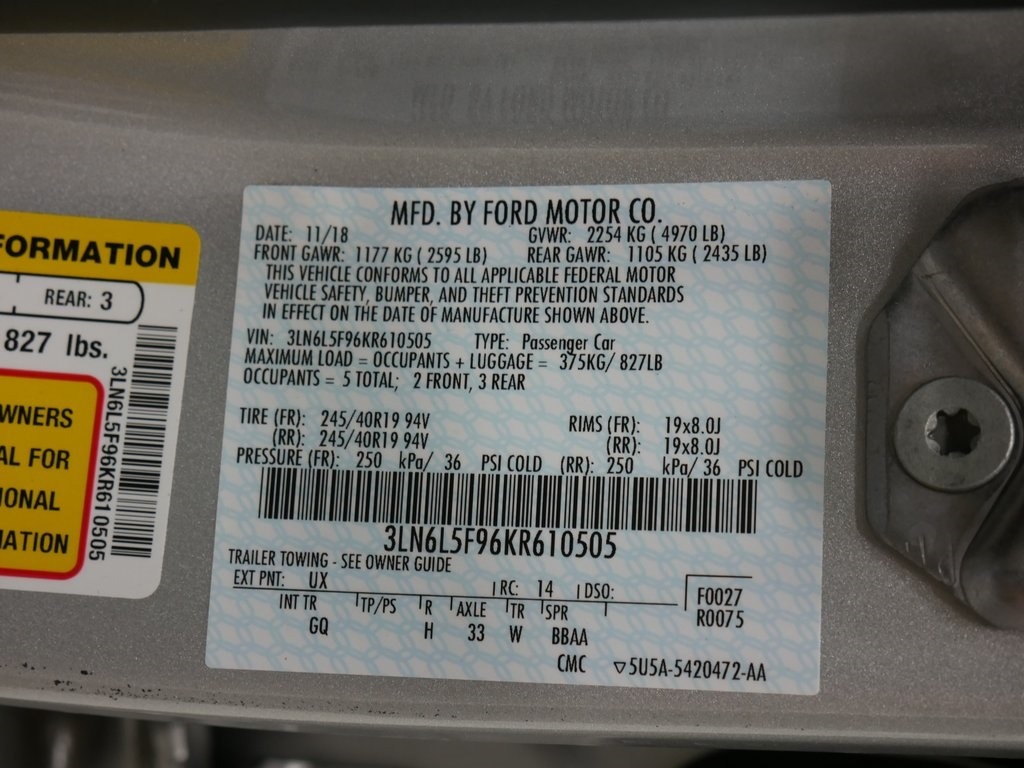 FORMATION
REAR: 3
827 lbs.
WNERS
AL FOR
IONAL
MATION
3LN6L5F96KR610505
MFD. BY FORD MOTOR CO.
DATE: 11/18 GVWR: 2254 KG ( 4970 LB)
FRONT GAWR: 1177 KG ( 2595 LB) REAR GAWR: 1105 KG ( 2435 LB)
THIS VEHICLE CONFORMS TO ALL APPLICABLE FEDERAL MOTOR
VEHICLE SAFETY, BUMPER, AND THEFT PREVENTION STANDARDS
IN EFFECT ON THE DATE OF MANUFACTURE SHOWN ABOVE.
VIN: 3LN6L5F96KR610505 TYPE: Passenger Car
MAXIMUM LOAD = OCCUPANTS + LUGGAGE = 375KG/ 827LB
OCCUPANTS = 5 TOTAL; 2 FRONT, 3 REAR
TIRE (FR): 245/40R19 94V RIMS (FR): 19x8.0J
(RR): 245/40R19 94V (RR): 19x8.0J
PRESSURE (FR): 250 kPa/ 36 PSI COLD (RR): 250 kPa/ 36 PSI COLD
3LN6L5F96KR610505
TRAILER TOWING - SEE OWNER GUIDE
EXT PNT: UX RC: 14 DSO: F0027
INT TR TP/PS R AXLE TR SPR R0075
GQ H 33 W BBAA
CMC ▽5U5A-5420472-AA